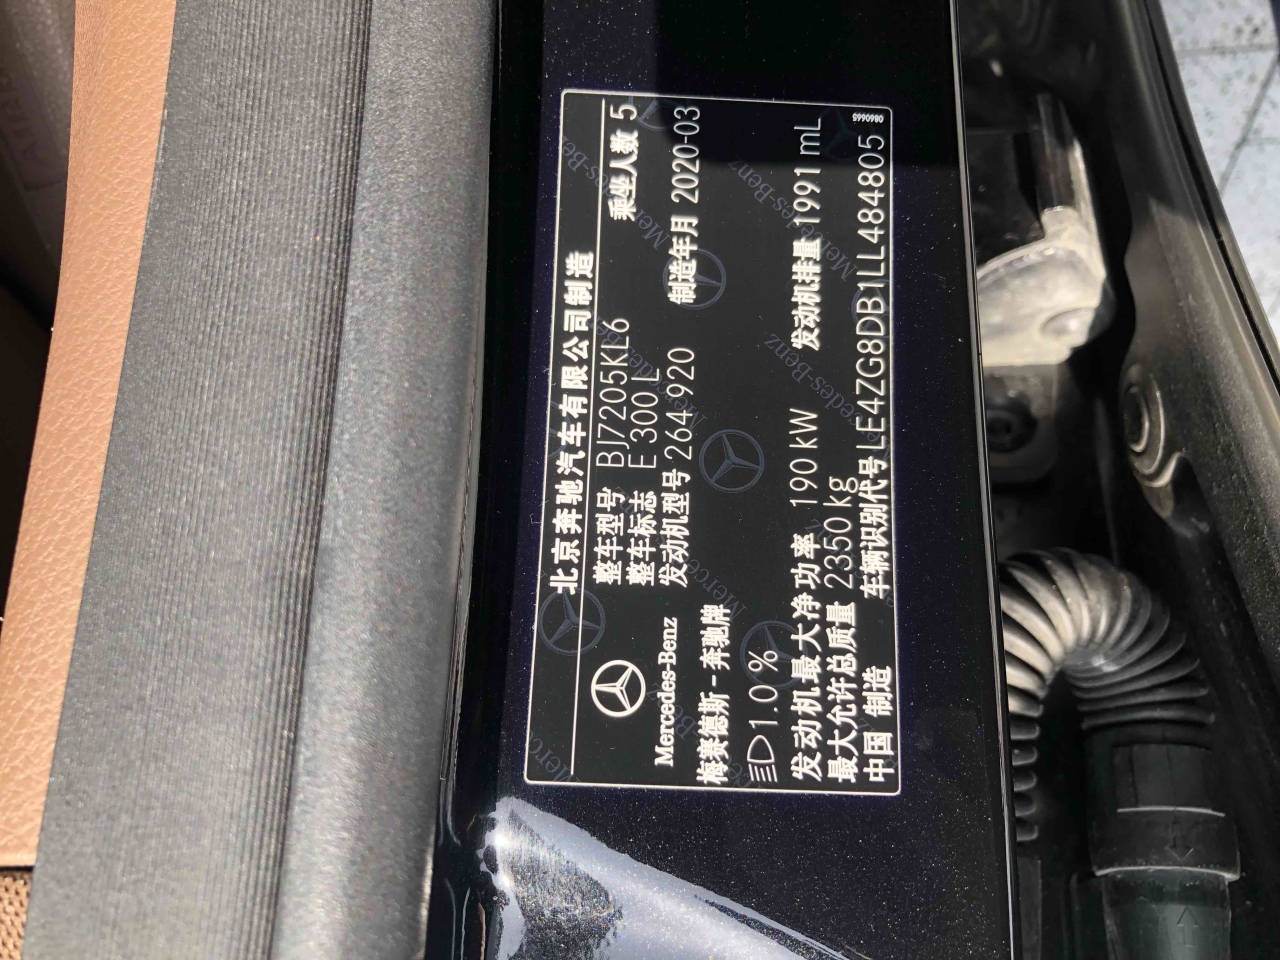 0860665
北京奔驰汽车有限公司制造
整车型号 BJ7205KL6 乘坐人数 5
整车标志 E 300 L
发动机型号 264 920 制造年月 2020-03
Mercedes-Benz
梅赛德斯-奔驰牌
1.0 %
发动机最大净功率 190 kW 发动机排量 1991 mL
最大允许总质量 2350 kg
中国 制造 车辆识别代号 LE4ZG8DB1LL484805